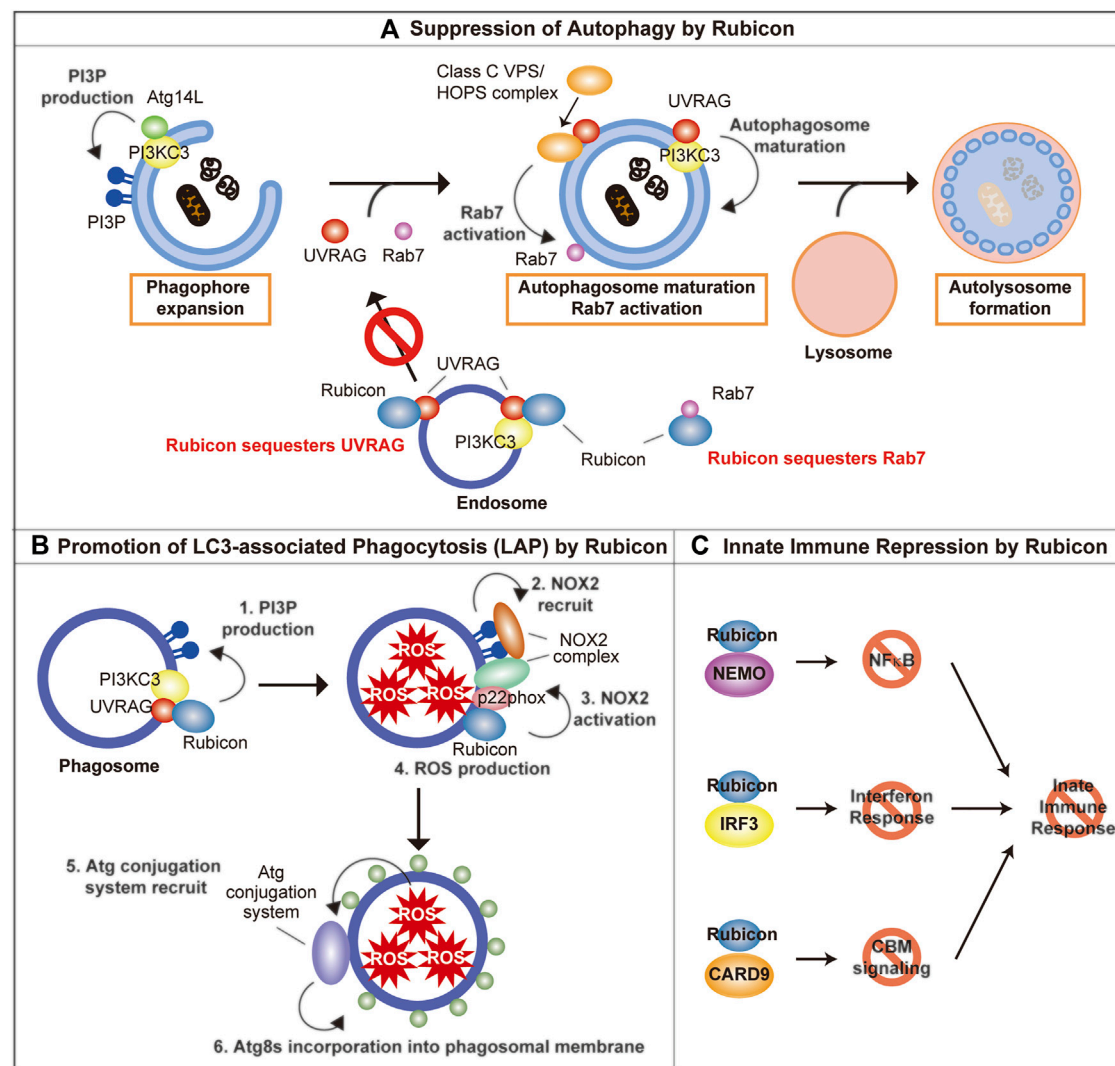 A Suppression of Autophagy by Rubicon
PI3P
production
Atg14L
PI3KC3
PI3P
Phagophore
expansion
UVRAG
Rab7
Class C VPS/
HOPS complex
UVRAG
PI3KC3
Autophagosome
maturation
Rab7
activation
Rab7
Autophagosome maturation
Rab7 activation
Lysosome
Autolysosome
formation
Rubicon
UVRAG
PI3KC3
Rubicon sequesters UVRAG
Endosome
Rubicon
Rab7
Rubicon sequesters Rab7
B Promotion of LC3-associated Phagocytosis (LAP) by Rubicon
1. PI3P
production
PI3KC3
UVRAG
Rubicon
Phagosome
2. NOX2
recruit
NOX2
complex
ROS
ROS
ROS
p22phox
3. NOX2
activation
Rubicon
4. ROS production
5. Atg conjugation
system recruit
Atg
conjugation
system
ROS
ROS
ROS
6. Atg8s incorporation into phagosomal membrane
C Innate Immune Repression by Rubicon
Rubicon
NEMO
NFκB
Rubicon
IRF3
Interferon
Response
Inate
Immune
Response
Rubicon
CARD9
CBM
signaling